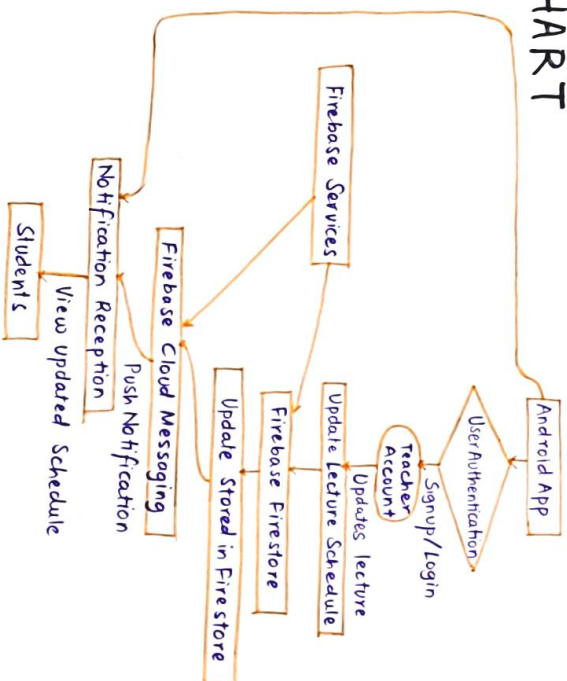 HART
Android App
User Authentication
Signup/Login
Teacher
Account
Updates lecture
Update Lecture Schedule
Firebase Services
Firebase Firestore
Update Stored in Firestore
Firebase Cloud Messaging
Push Notification
Notification Reception
View updated Schedule
Students